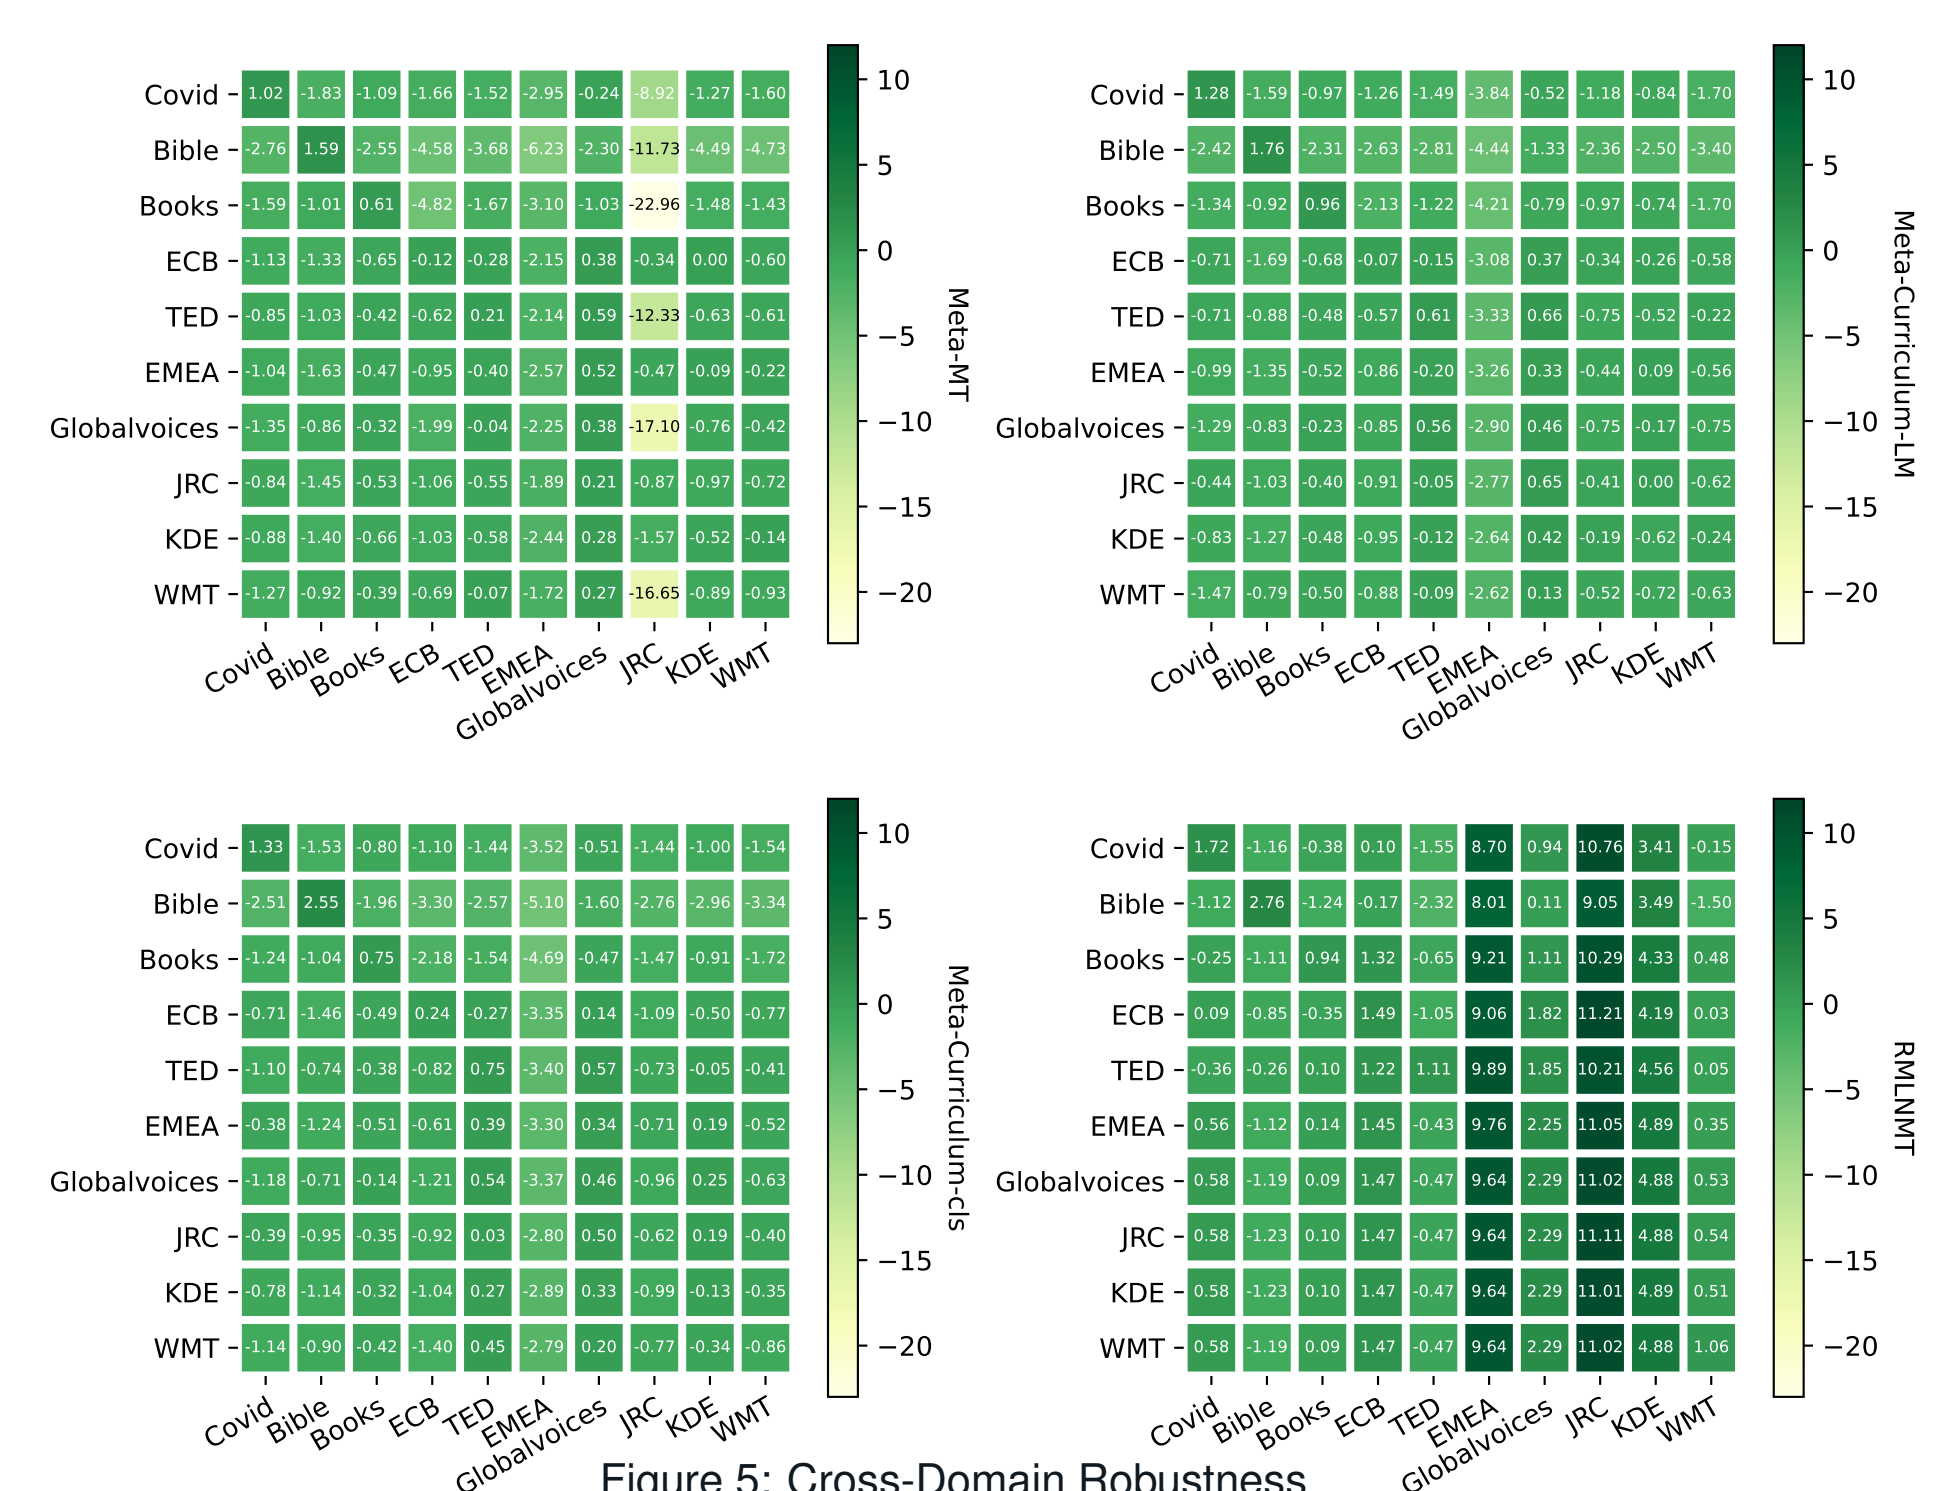 Covid 1.02 -1.83 -1.09 -1.66 -1.52 -2.95 -0.24 -8.92 -1.27 -1.60
Bible -2.76 1.59 -2.55 -4.58 -3.68 -6.23 -2.30 -11.73 -4.49 -4.73
Books -1.59 -1.01 0.61 -4.82 -1.67 -3.10 -1.03 -22.96 -1.48 -1.43
ECB -1.13 -1.33 -0.65 -0.12 -0.28 -2.15 0.38 -0.34 0.00 -0.60
TED -0.85 -1.03 -0.42 -0.62 0.21 -2.14 0.59 -12.33 -0.63 -0.61
EMEA -1.04 -1.63 -0.47 -0.95 -0.40 -2.57 0.52 -0.47 -0.09 -0.22
Globalvoices -1.35 -0.86 -0.32 -1.99 -0.04 -2.25 0.38 -17.10 -0.76 -0.42
JRC -0.84 -1.45 -0.53 -1.06 -0.55 -1.89 0.21 -0.87 -0.97 -0.72
KDE -0.88 -1.40 -0.66 -1.03 -0.58 -2.44 0.28 -1.57 -0.52 -0.14
WMT -1.27 -0.92 -0.39 -0.69 -0.07 -1.72 0.27 -16.65 -0.89 -0.93
Covid Bible Books ECB TED EMEA Globalvoices JRC KDE WMT
10
5
0
−5
−10
−15
−20
Meta-MT
Covid 1.28 -1.59 -0.97 -1.26 -1.49 -3.84 -0.52 -1.18 -0.84 -1.70
Bible -2.42 1.76 -2.31 -2.63 -2.81 -4.44 -1.33 -2.36 -2.50 -3.40
Books -1.34 -0.92 0.96 -2.13 -1.22 -4.21 -0.79 -0.97 -0.74 -1.70
ECB -0.71 -1.69 -0.68 -0.07 -0.15 -3.08 0.37 -0.34 -0.26 -0.58
TED -0.71 -0.88 -0.48 -0.57 0.61 -3.33 0.66 -0.75 -0.52 -0.22
EMEA -0.99 -1.35 -0.52 -0.86 -0.20 -3.26 0.33 -0.44 0.09 -0.56
Globalvoices -1.29 -0.83 -0.23 -0.85 0.56 -2.90 0.46 -0.75 -0.17 -0.75
JRC -0.44 -1.03 -0.40 -0.91 -0.05 -2.77 0.65 -0.41 0.00 -0.62
KDE -0.83 -1.27 -0.48 -0.95 -0.12 -2.64 0.42 -0.19 -0.62 -0.24
WMT -1.47 -0.79 -0.50 -0.88 -0.09 -2.62 0.13 -0.52 -0.72 -0.63
Covid Bible Books ECB TED EMEA Globalvoices JRC KDE WMT
10
5
0
−5
−10
−15
−20
Meta-Curriculum-LM
Covid 1.33 -1.53 -0.80 -1.10 -1.44 -3.52 -0.51 -1.44 -1.00 -1.54
Bible -2.51 2.55 -1.96 -3.30 -2.57 -5.10 -1.60 -2.76 -2.96 -3.34
Books -1.24 -1.04 0.75 -2.18 -1.54 -4.69 -0.47 -1.47 -0.91 -1.72
ECB -0.71 -1.46 -0.49 0.24 -0.27 -3.35 0.14 -1.09 -0.50 -0.77
TED -1.10 -0.74 -0.38 -0.82 0.75 -3.40 0.57 -0.73 -0.05 -0.41
EMEA -0.38 -1.24 -0.51 -0.61 0.39 -3.30 0.34 -0.71 0.19 -0.52
Globalvoices -1.18 -0.71 -0.14 -1.21 0.54 -3.37 0.46 -0.96 0.25 -0.63
JRC -0.39 -0.95 -0.35 -0.92 0.03 -2.80 0.50 -0.62 0.19 -0.40
KDE -0.78 -1.14 -0.32 -1.04 0.27 -2.89 0.33 -0.99 -0.13 -0.35
WMT -1.14 -0.90 -0.42 -1.40 0.45 -2.79 0.20 -0.77 -0.34 -0.86
Covid Bible Books ECB TED EMEA Globalvoices JRC KDE WMT
10
5
0
−5
−10
−15
−20
Meta-Curriculum-cls
Covid 1.72 -1.16 -0.38 0.10 -1.55 8.70 0.94 10.76 3.41 -0.15
Bible -1.12 2.76 -1.24 -0.17 -2.32 8.01 0.11 9.05 3.49 -1.50
Books -0.25 -1.11 0.94 1.32 -0.65 9.21 1.11 10.29 4.33 0.48
ECB 0.09 -0.85 -0.35 1.49 -1.05 9.06 1.82 11.21 4.19 0.03
TED -0.36 -0.26 0.10 1.22 1.11 9.89 1.85 10.21 4.56 0.05
EMEA 0.56 -1.12 0.14 1.45 -0.43 9.76 2.25 11.05 4.89 0.35
Globalvoices 0.58 -1.19 0.09 1.47 -0.47 9.64 2.29 11.02 4.88 0.53
JRC 0.58 -1.23 0.10 1.47 -0.47 9.64 2.29 11.11 4.88 0.54
KDE 0.58 -1.23 0.10 1.47 -0.47 9.64 2.29 11.01 4.89 0.51
WMT 0.58 -1.19 0.09 1.47 -0.47 9.64 2.29 11.02 4.88 1.06
Covid Bible Books ECB TED EMEA Globalvoices JRC KDE WMT
10
5
0
−5
−10
−15
−20
RMLNMT
Figure 5: Cross-Domain Robustness